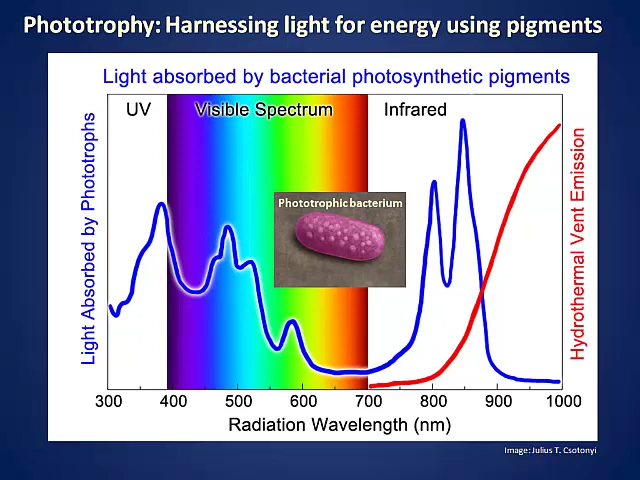 Phototrophy: Harnessing light for energy using pigments
Light absorbed by bacterial photosynthetic pigments
UV
Visible Spectrum
Infrared
Light Absorbed by Phototrophs
Phototrophic bacterium
Hydrothermal Vent Emission
300 400 500 600 700 800 900 1000
Radiation Wavelength (nm)
Image: Julius T. Csotonyi